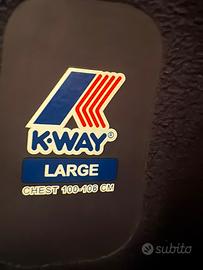 K-WAY®
LARGE
CHEST 100-106 CM
subito